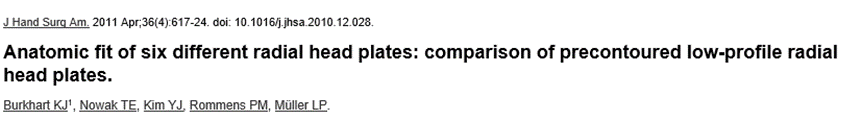 J Hand Surg Am. 2011 Apr;36(4):617-24. doi: 10.1016/j.jhsa.2010.12.028.
Anatomic fit of six different radial head plates: comparison of precontoured low-profile radial
head plates.
Burkhart KJ¹, Nowak TE, Kim YJ, Rommens PM, Müller LP.